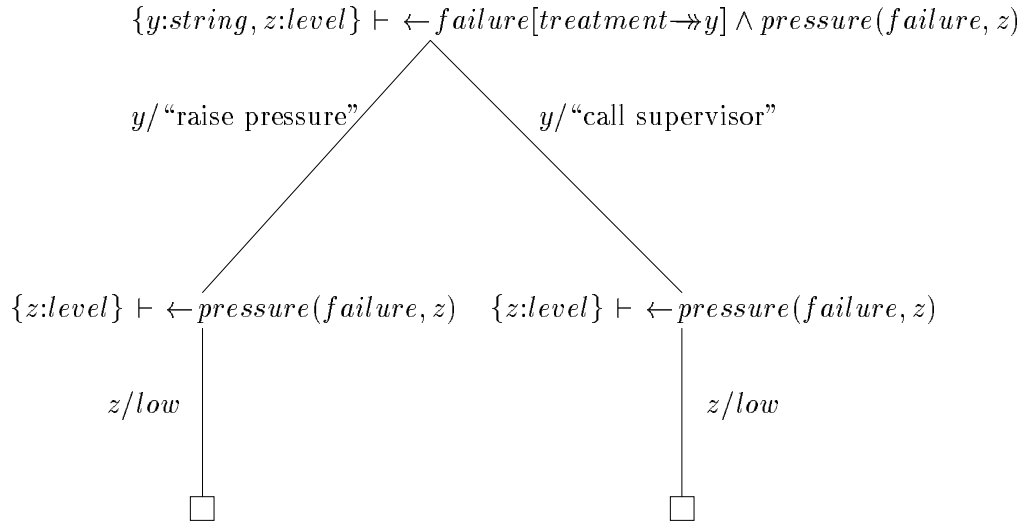 {y:string, z:level} ⊢ ←failure[treatment↠y] ∧ pressure(failure, z)
y/“raise pressure” y/“call supervisor”
{z:level} ⊢ ←pressure(failure, z) {z:level} ⊢ ←pressure(failure, z)
z/low z/low